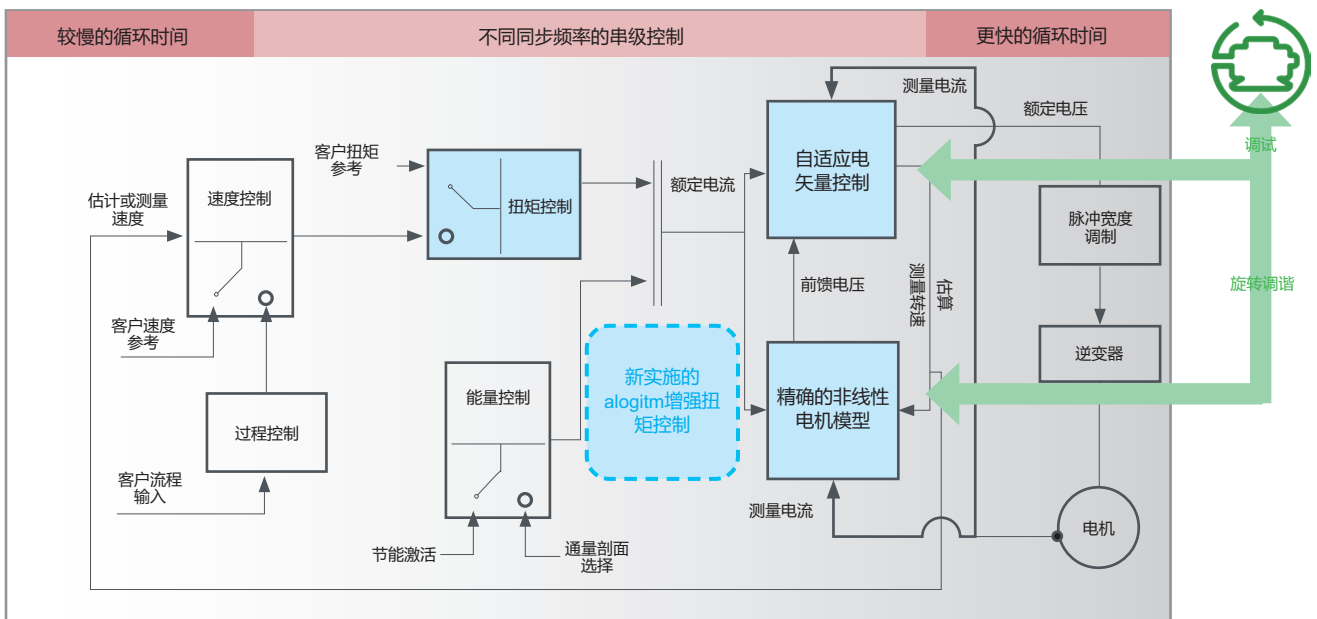 较慢的循环时间
不同同步频率的串级控制
更快的循环时间
测量电流
额定电压
调试
客户扭矩
参考
自适应电
矢量控制
额定电流
估计或测量
速度
速度控制
扭矩控制
脉冲宽度
调制
前馈电压
测量转速
估算
旋转调谐
客户速度
参考
逆变器
新实施的
alogitm增强扭
矩控制
能量控制
精确的非线性
电机模型
过程控制
客户流程
输入
测量电流
电机
节能激活
通量剖面
选择